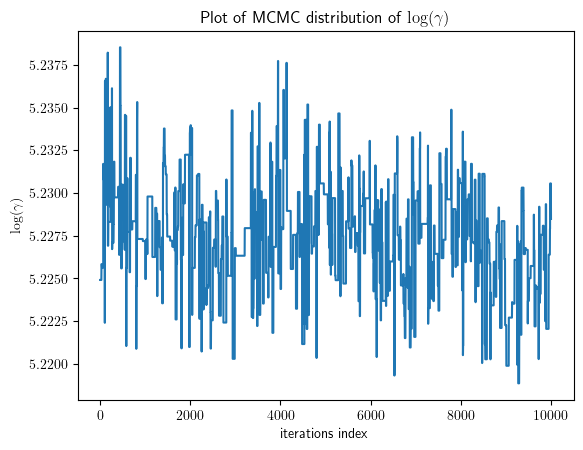 Plot of MCMC distribution of log(γ)
5.2375
5.2350
5.2325
5.2300
5.2275
5.2250
5.2225
5.2200
log(γ)
0 2000 4000 6000 8000 10000
iterations index